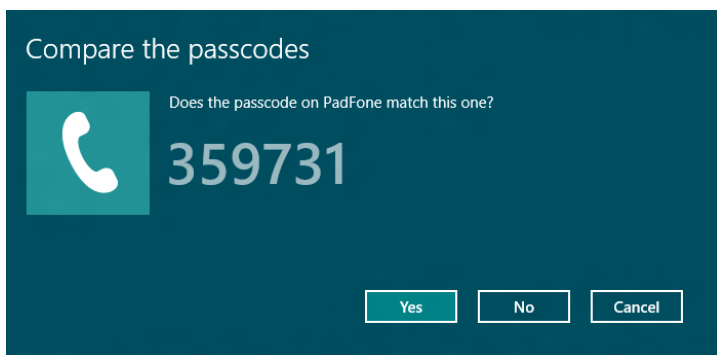 Compare the passcodes
Does the passcode on PadFone match this one?
359731
Yes No Cancel